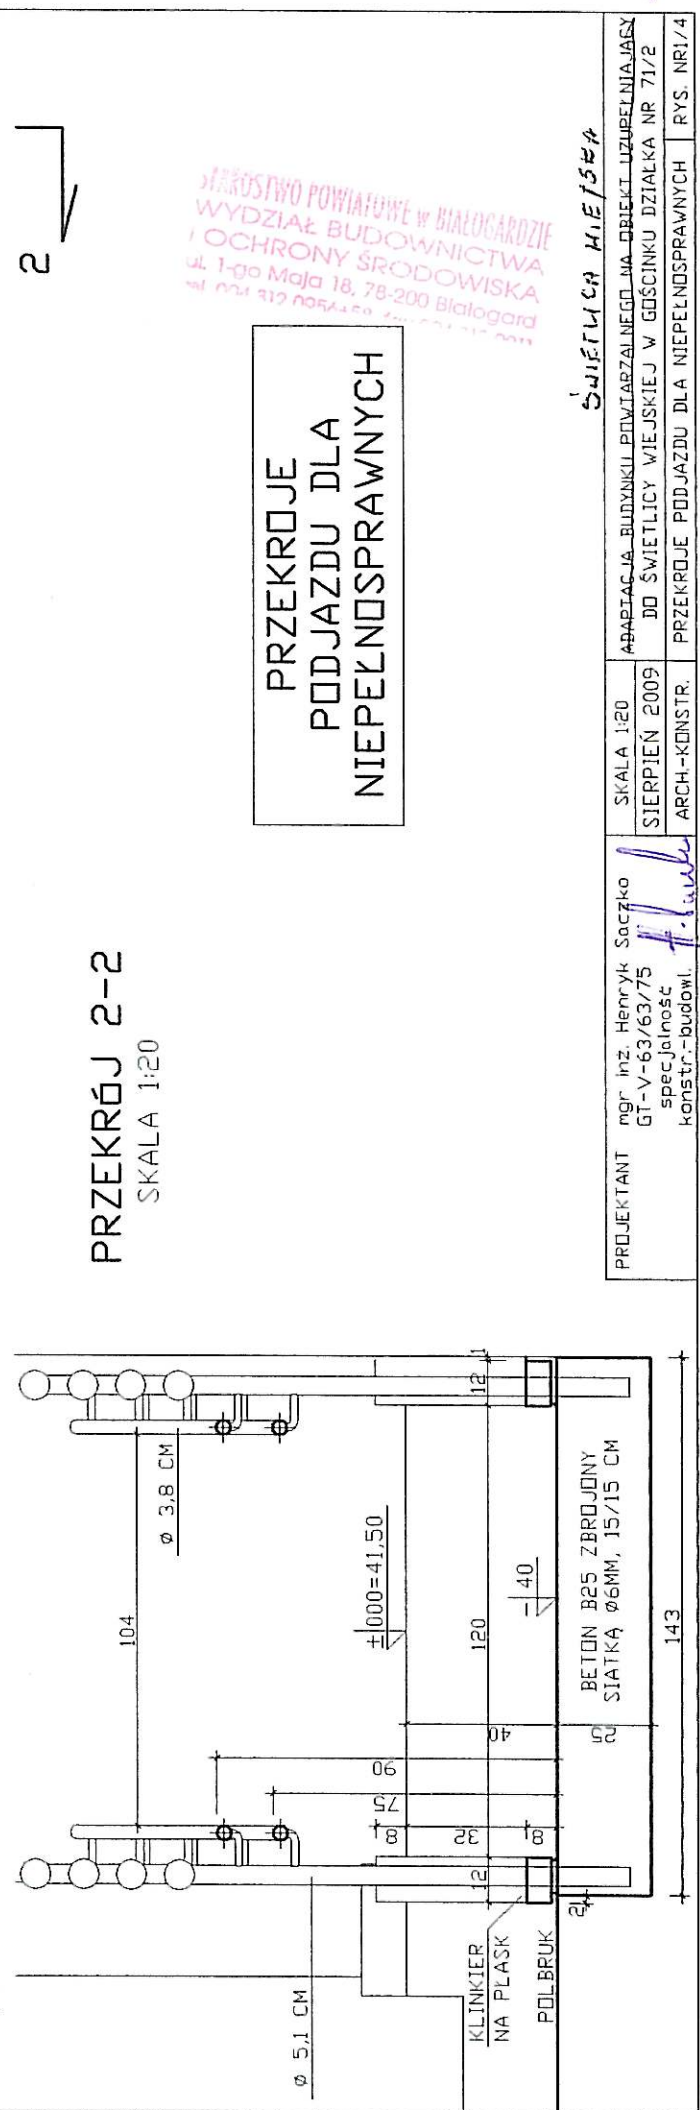 PRZEKRÓJ 2-2
SKALA 1:20
2
STAROSTWO POWIATOWE w BIAŁOGARDZIE
WYDZIAŁ BUDOWNICTWA
I OCHRONY ŚRODOWISKA
ul. 1-go Maja 18, 78-200 Białogard
PRZEKROJE
PODJAZDU DLA
NIEPEŁNOSPRAWNYCH
Ø 5,1 CM
Ø 3,8 CM
104
±000=41,50
120
-40
40
25
90
75
8
32
8
12
12
1
12
KLINKIER
NA PŁASK
POLBRUK
BETON B25 ZBROJONY
SIATKĄ Ø6MM, 15/15 CM
143
ŚWIETLICA WIEJSKA
PROJEKTANT
mgr inż. Henryk Saczko
GT-V-63/63/75
specjalność
konstr.-budowl.
SKALA 1:20
SIERPIEŃ 2009
ARCH.-KONSTR.
ADAPTACJA BUDYNKU POWTARZALNEGO NA OBIEKT UZUPEŁNIAJĄCY
DO ŚWIETLICY WIEJSKIEJ W GOŚCINKU DZIAŁKA NR 71/2
PRZEKROJE PODJAZDU DLA NIEPEŁNOSPRAWNYCH
RYS. NR1/4